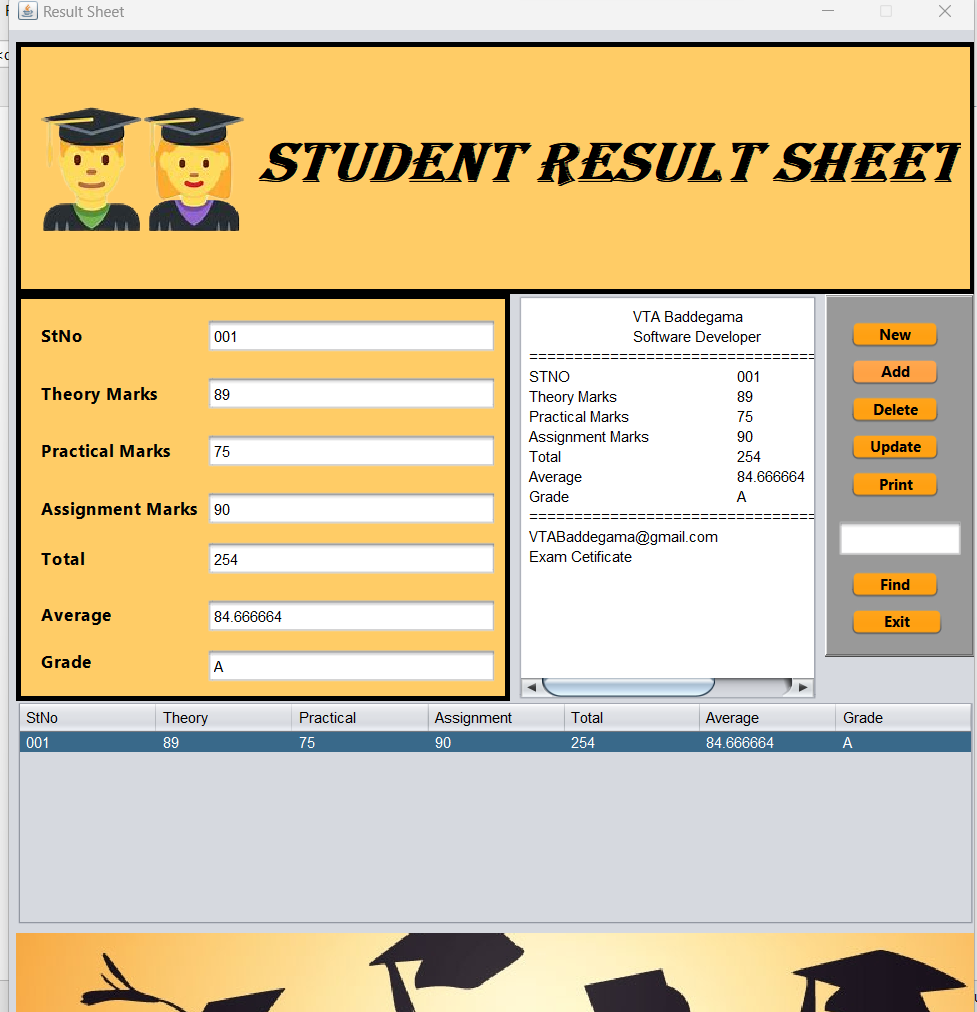 Result Sheet
STUDENT RESULT SHEET
StNo 001
Theory Marks 89
Practical Marks 75
Assignment Marks 90
Total 254
Average 84.666664
Grade A
VTA Baddegama
Software Developer
================================
STNO 001
Theory Marks 89
Practical Marks 75
Assignment Marks 90
Total 254
Average 84.666664
Grade A
================================
VTABaddegama@gmail.com
Exam Cetificate
New
Add
Delete
Update
Print
Find
Exit
StNo Theory Practical Assignment Total Average Grade
001 89 75 90 254 84.666664 A